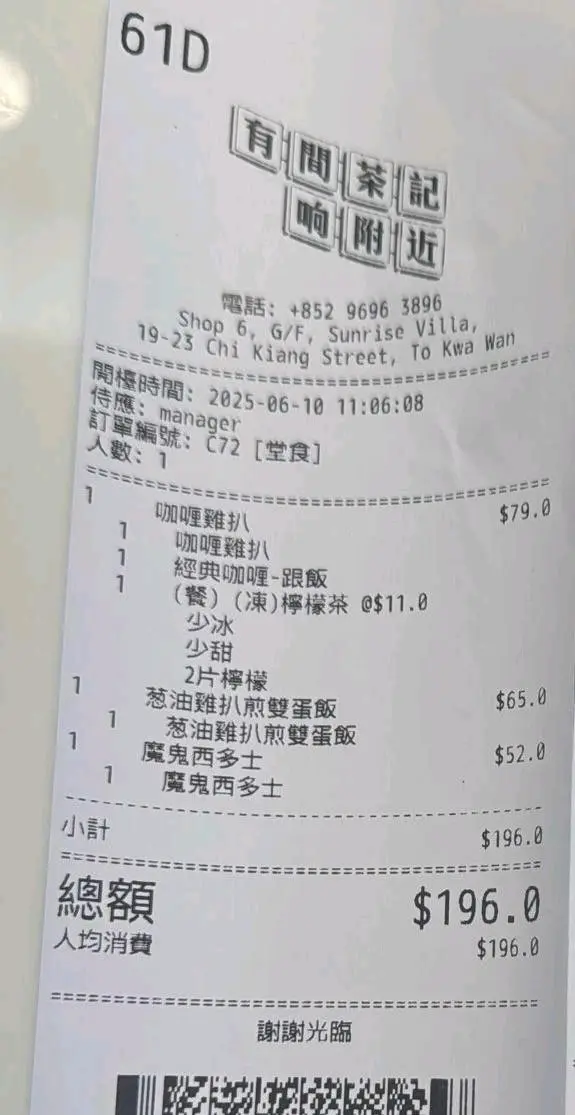 61D
有間茶記
响附近
電話: +852 9696 3896
Shop 6, G/F, Sunrise Villa,
19-23 Chi Kiang Street, To Kwa Wan
開檯時間: 2025-06-10 11:06:08
侍應: manager
訂單編號: C72 [堂食]
人數: 1
1 咖喱雞扒 $79.0
1 咖喱雞扒
1 經典咖喱-跟飯
1 (餐) (凍)檸檬茶 @$11.0
少冰
少甜
2片檸檬
1 葱油雞扒煎雙蛋飯 $65.0
1 葱油雞扒煎雙蛋飯
1 魔鬼西多士 $52.0
1 魔鬼西多士
小計 $196.0
總額 $196.0
人均消費 $196.0
謝謝光臨